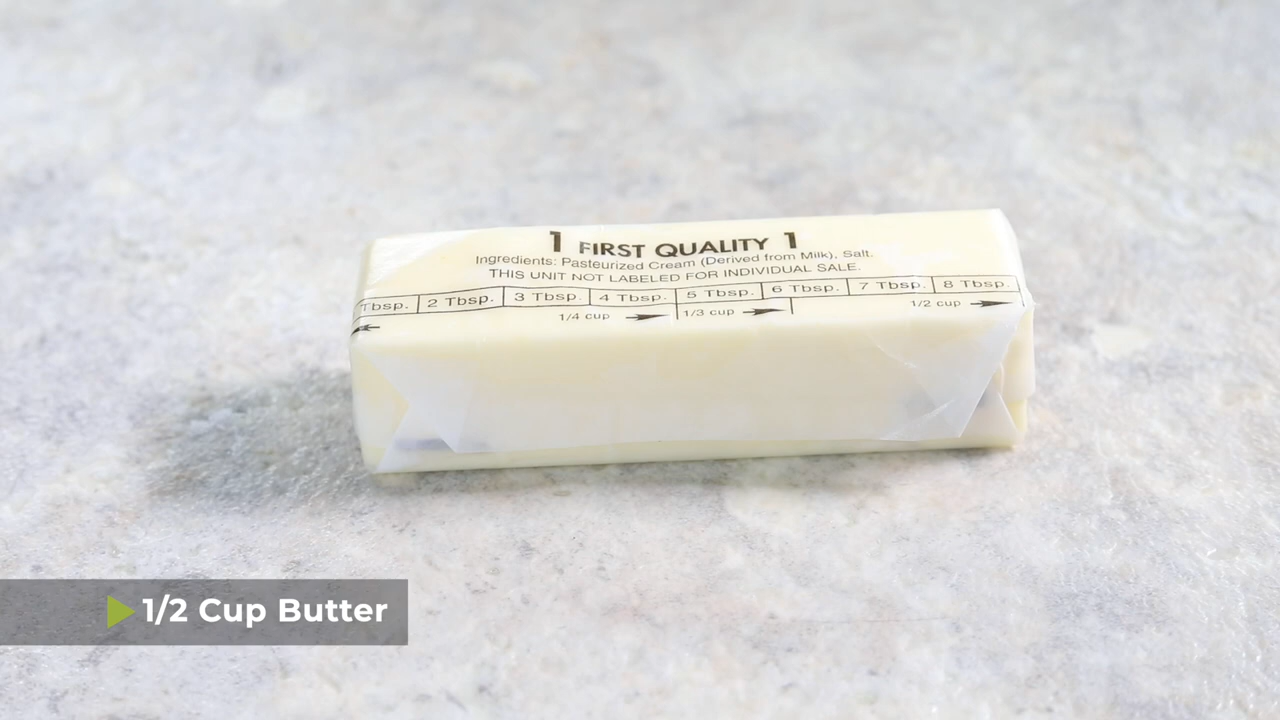 1 FIRST QUALITY 1
Ingredients: Pasteurized Cream (Derived from Milk), Salt.
THIS UNIT NOT LABELED FOR INDIVIDUAL SALE.
Tbsp. 2 Tbsp. 3 Tbsp. 4 Tbsp. 5 Tbsp. 6 Tbsp. 7 Tbsp. 8 Tbsp.
1/4 cup 1/3 cup 1/2 cup
1/2 Cup Butter